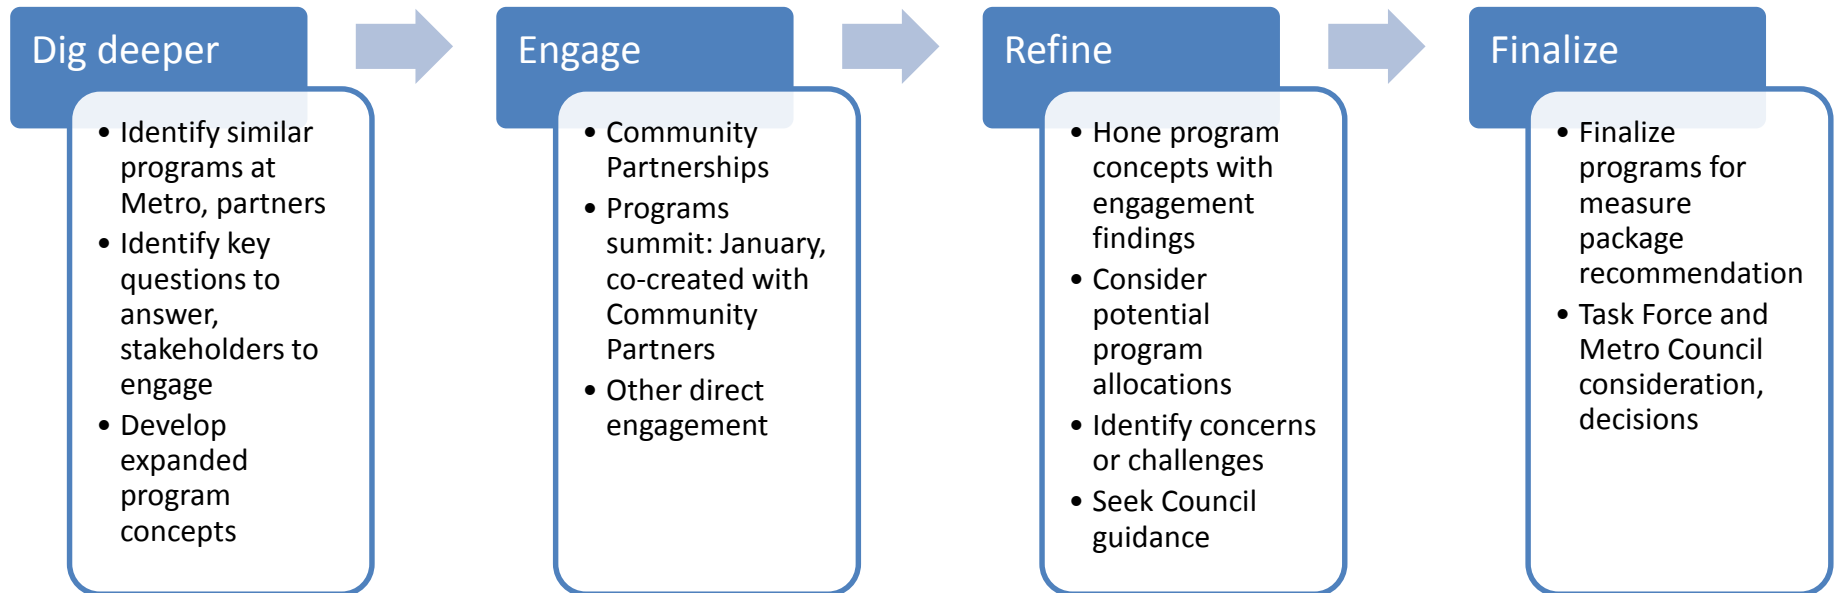 Dig deeper
• Identify similar
programs at
Metro, partners
• Identify key
questions to
answer,
stakeholders to
engage
• Develop
expanded
program
concepts
Engage
• Community
Partnerships
• Programs
summit: January,
co-created with
Community
Partners
• Other direct
engagement
Refine
• Hone program
concepts with
engagement
findings
• Consider
potential
program
allocations
• Identify concerns
or challenges
• Seek Council
guidance
Finalize
• Finalize
programs for
measure
package
recommendation
• Task Force and
Metro Council
consideration,
decisions